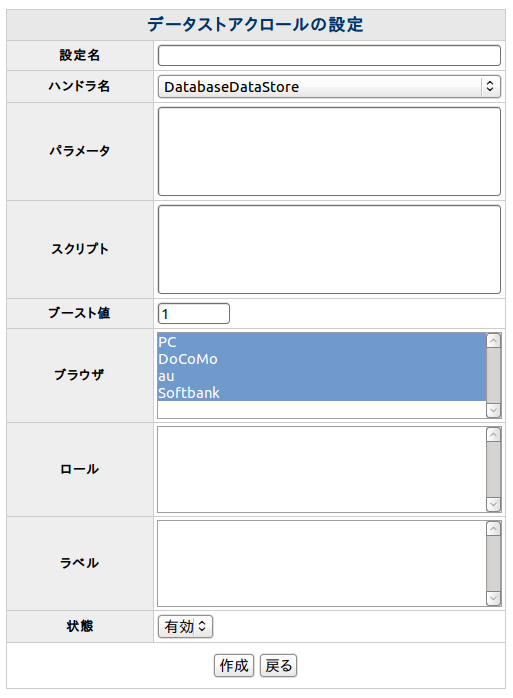 データストアクロールの設定
設定名
ハンドラ名 DatabaseDataStore
パラメータ
スクリプト
ブースト値 1
ブラウザ
PC
DoCoMo
au
Softbank
ロール
ラベル
状態 有効
作成 戻る